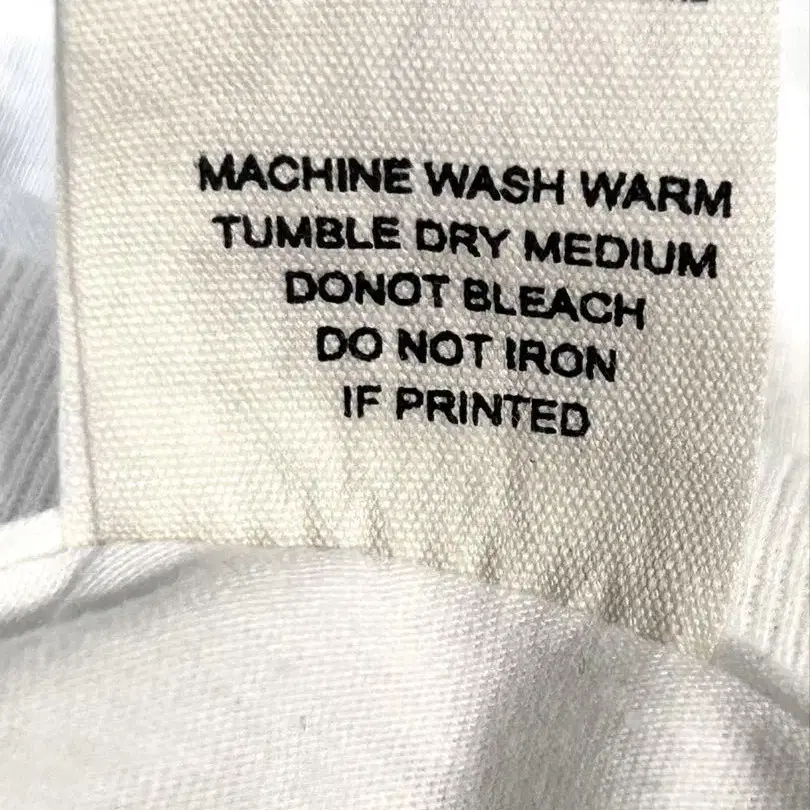 MACHINE WASH WARM
TUMBLE DRY MEDIUM
DONOT BLEACH
DO NOT IRON
IF PRINTED